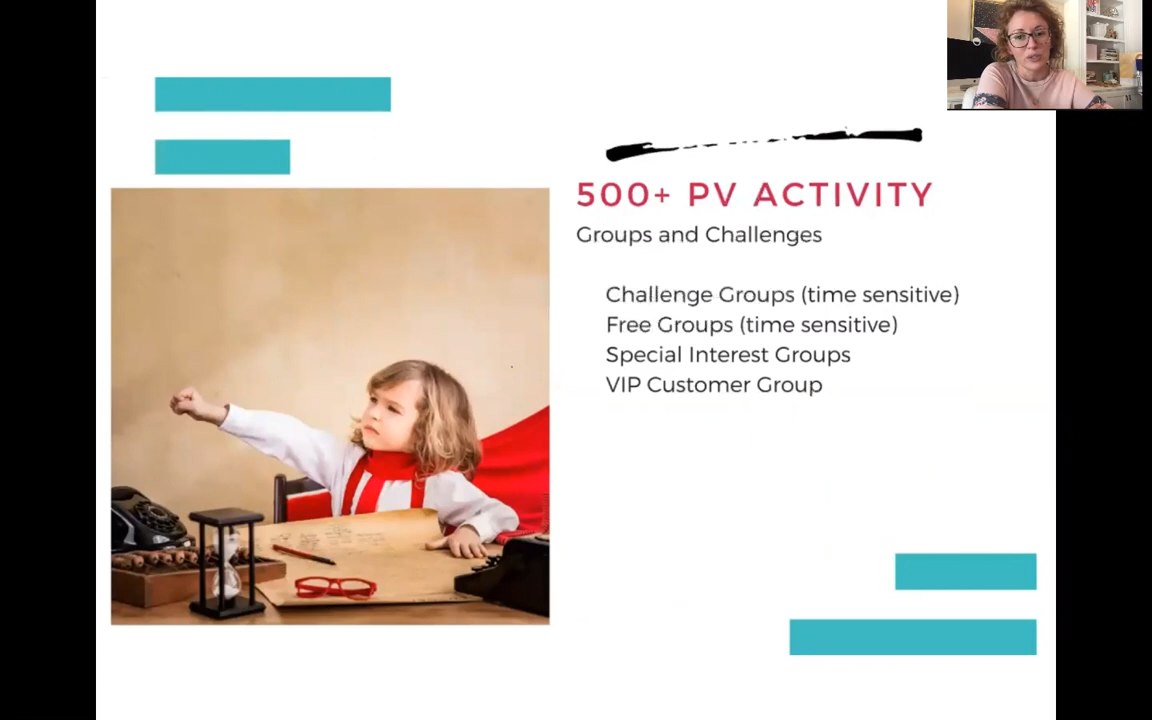 500+ PV ACTIVITY
Groups and Challenges
Challenge Groups (time sensitive)
Free Groups (time sensitive)
Special Interest Groups
VIP Customer Group